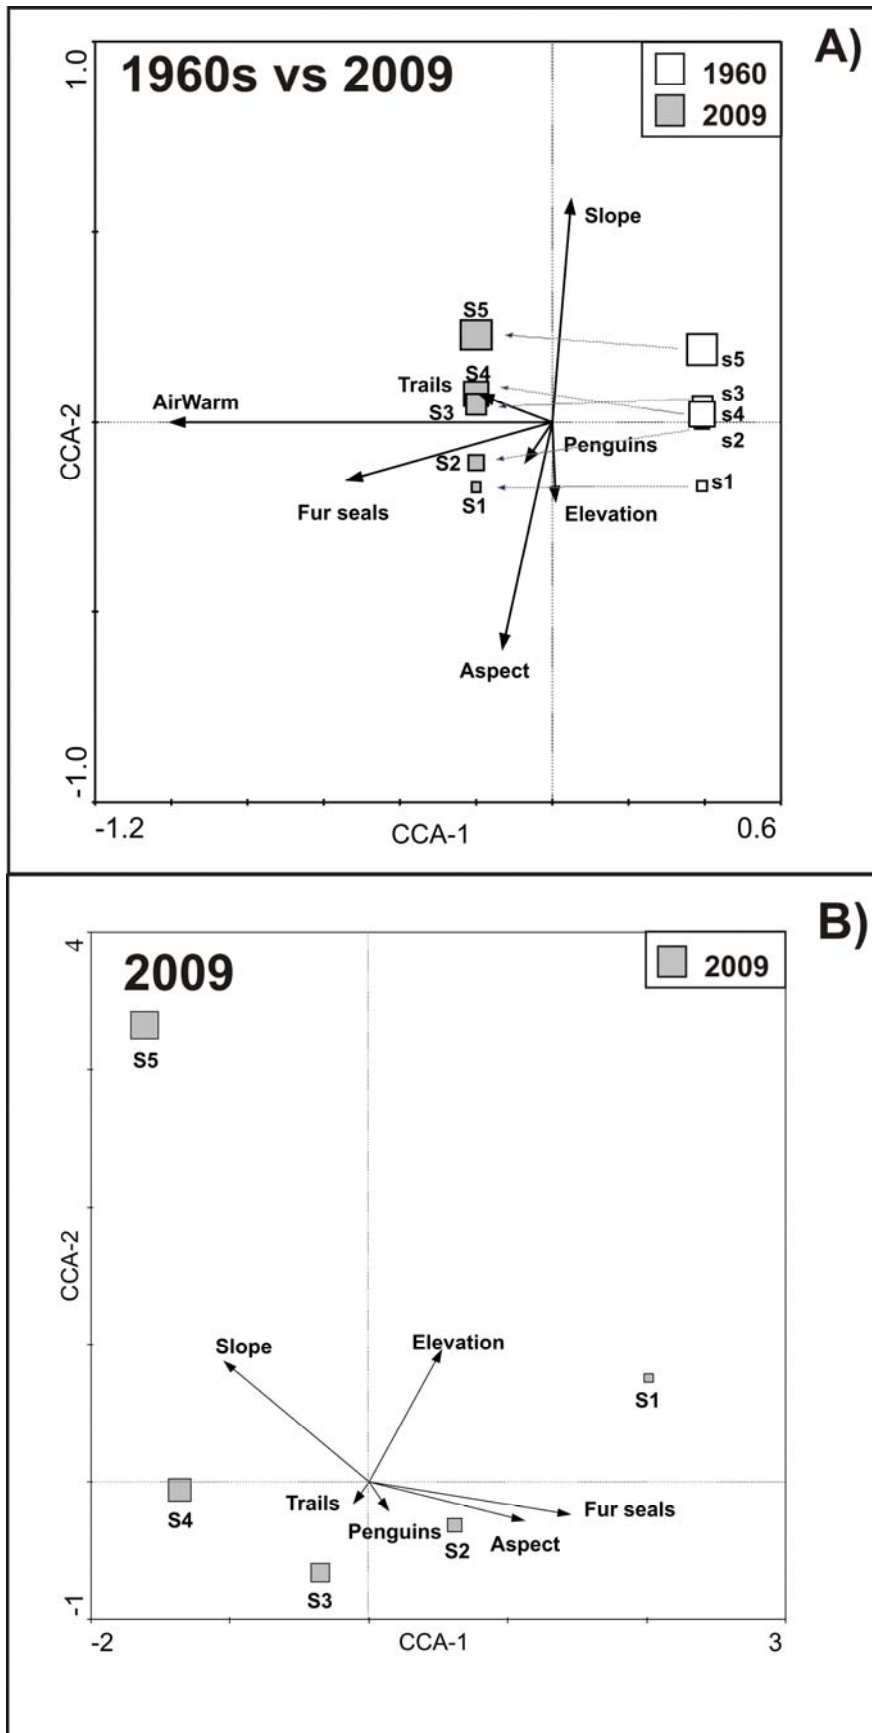 A)
1.0
1960s vs 2009
1960
2009
Slope
S5
s5
S4
Trails
s3
AirWarm
S3
s4
CCA-2
Penguins
s2
S2
s1
S1
Fur seals
Elevation
Aspect
-1.0
-1.2
CCA-1
0.6
B)
4
2009
2009
S5
CCA-2
Slope
Elevation
S1
Trails
Fur seals
S4
Penguins
S2
Aspect
S3
-1
-2
CCA-1
3